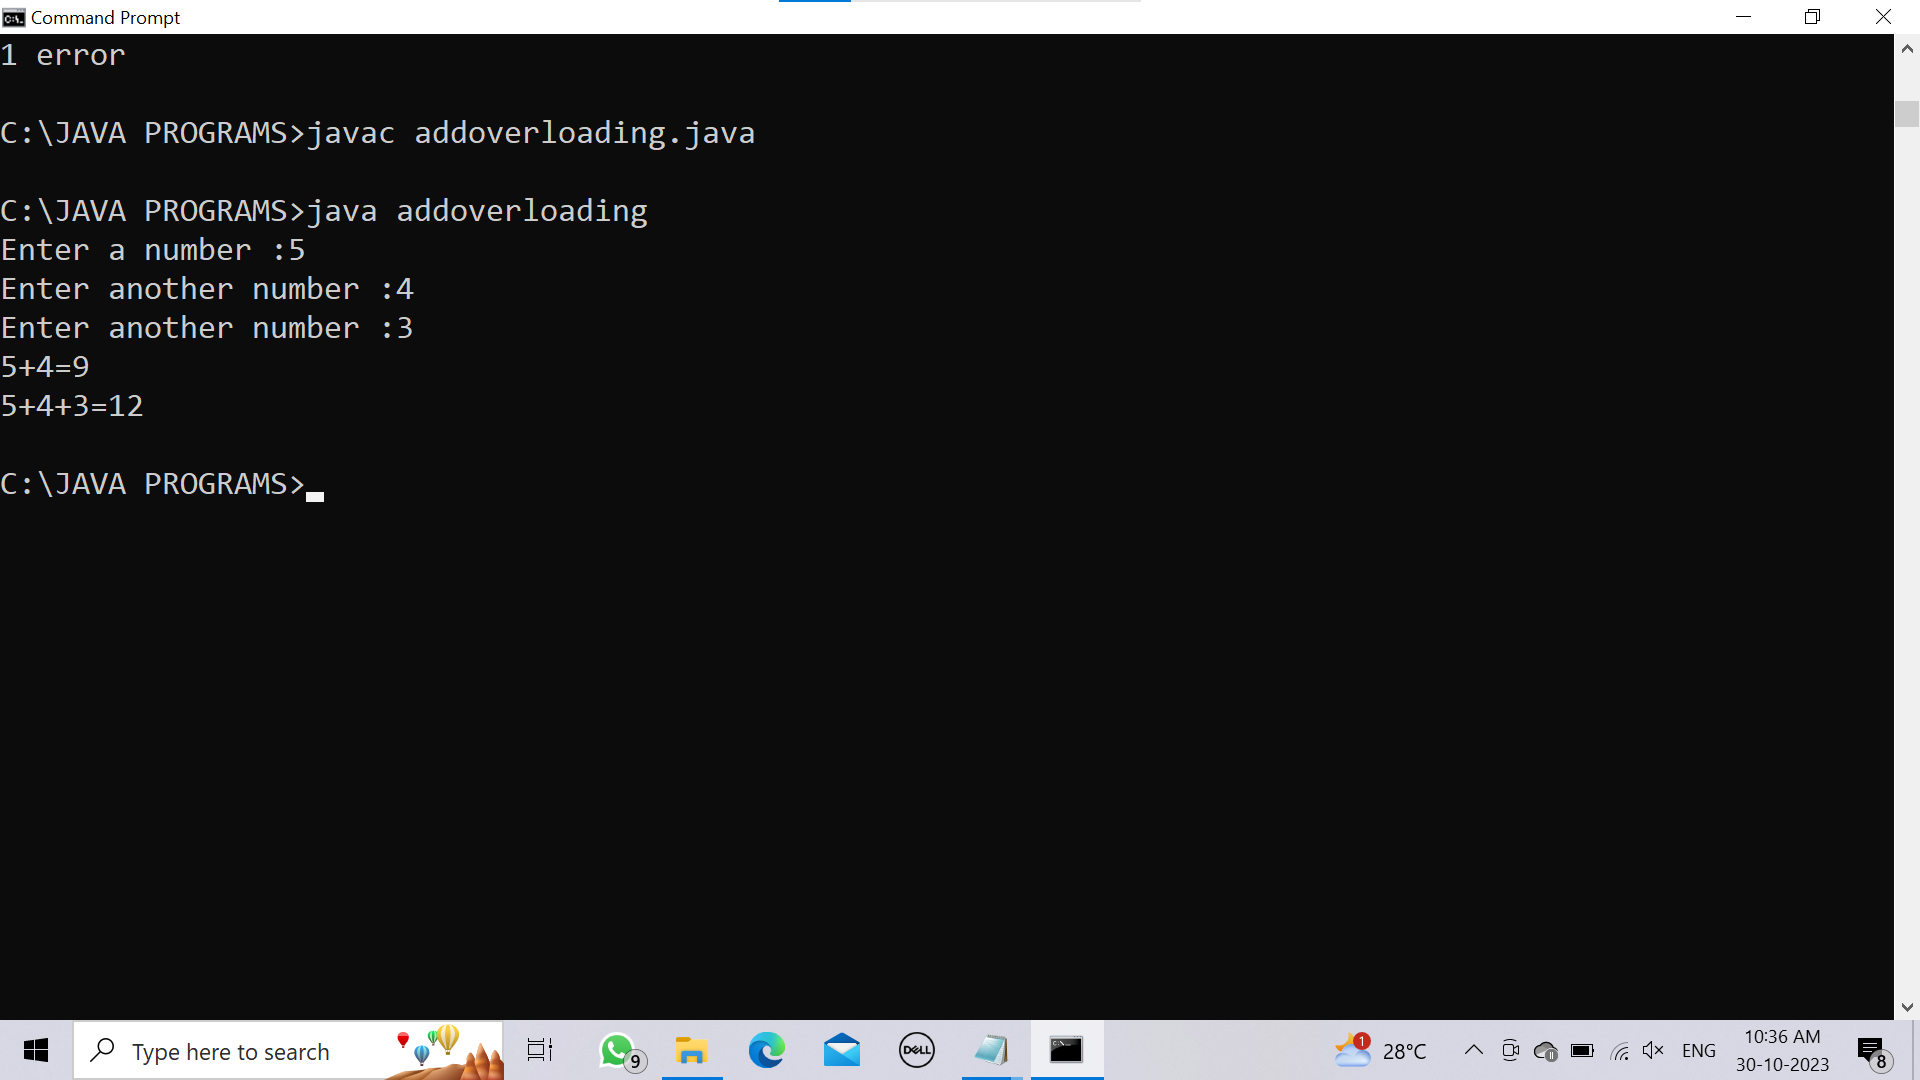 Command Prompt
1 error
C:\JAVA PROGRAMS>javac addoverloading.java
C:\JAVA PROGRAMS>java addoverloading
Enter a number :5
Enter another number :4
Enter another number :3
5+4=9
5+4+3=12
C:\JAVA PROGRAMS>
Type here to search
9
DELL
1
28°C
ENG
10:36 AM
30-10-2023
8